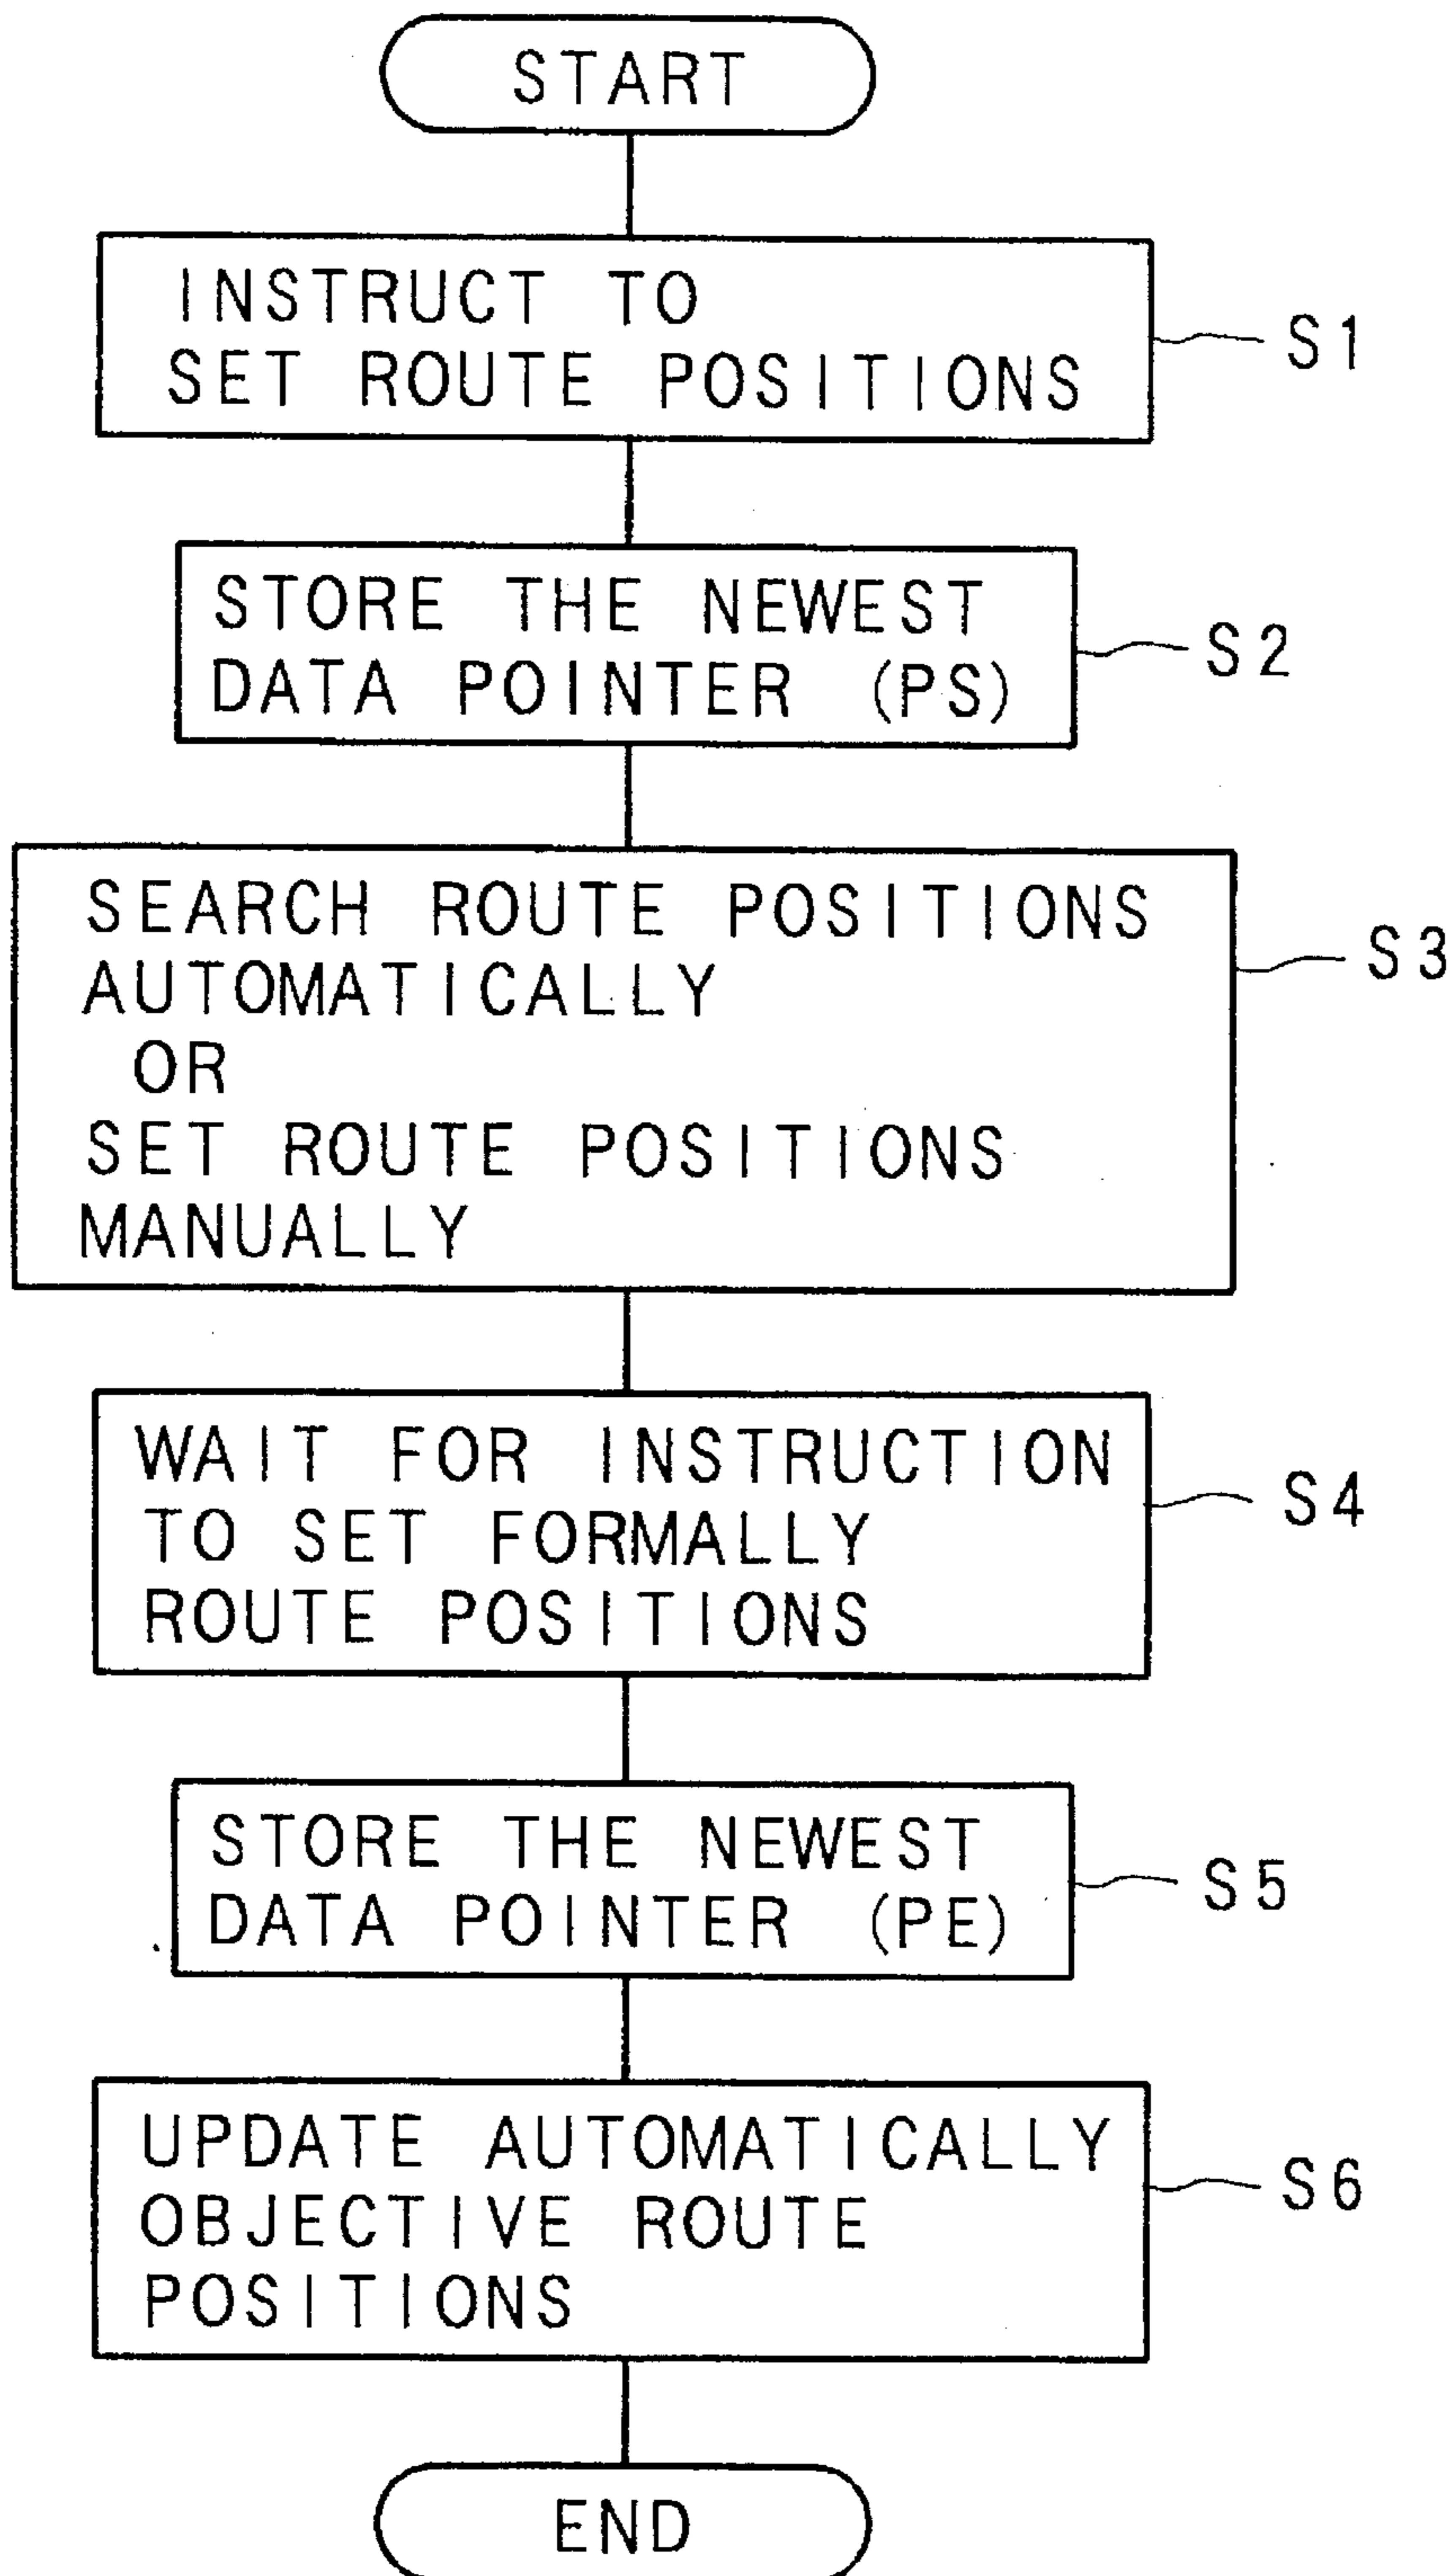 START
INSTRUCT TO
SET ROUTE POSITIONS
S1
STORE THE NEWEST
DATA POINTER (PS)
S2
SEARCH ROUTE POSITIONS
AUTOMATICALLY
OR
SET ROUTE POSITIONS
MANUALLY
S3
WAIT FOR INSTRUCTION
TO SET FORMALLY
ROUTE POSITIONS
S4
STORE THE NEWEST
DATA POINTER (PE)
S5
UPDATE AUTOMATICALLY
OBJECTIVE ROUTE
POSITIONS
S6
END